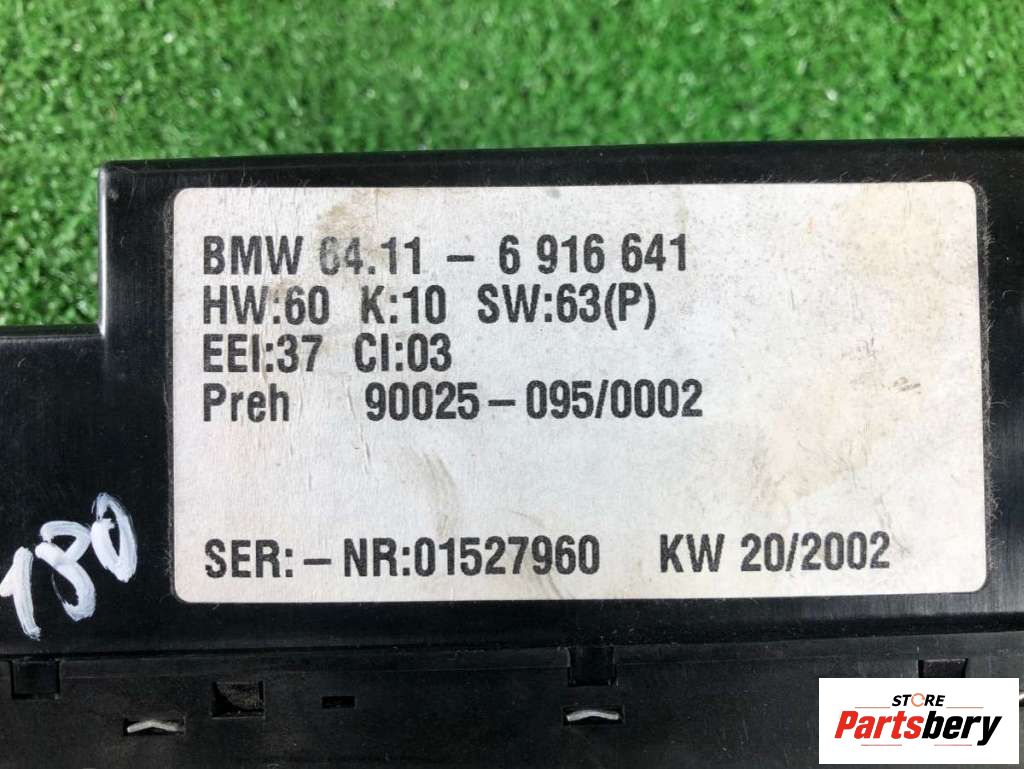 BMW 64.11 – 6 916 641
HW:60 K:10 SW:63(P)
EEI:37 CI:03
Preh 90025–095/0002
SER:–NR:01527960 KW 20/2002
180
STORE
Partsbery